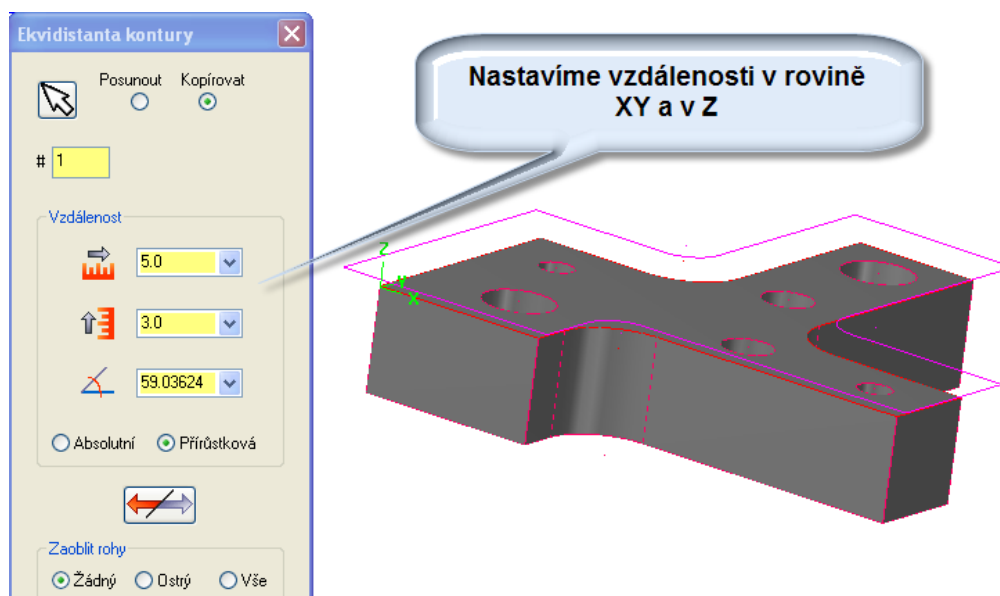 Ekvidistanta kontury
Posunout Kopírovat
# 1
Vzdálenost
5.0
3.0
59.03624
Absolutní Přírůstková
Zaoblit rohy
Žádný Ostrý Vše
Nastavíme vzdálenosti v rovině
XY a v Z
Z
X